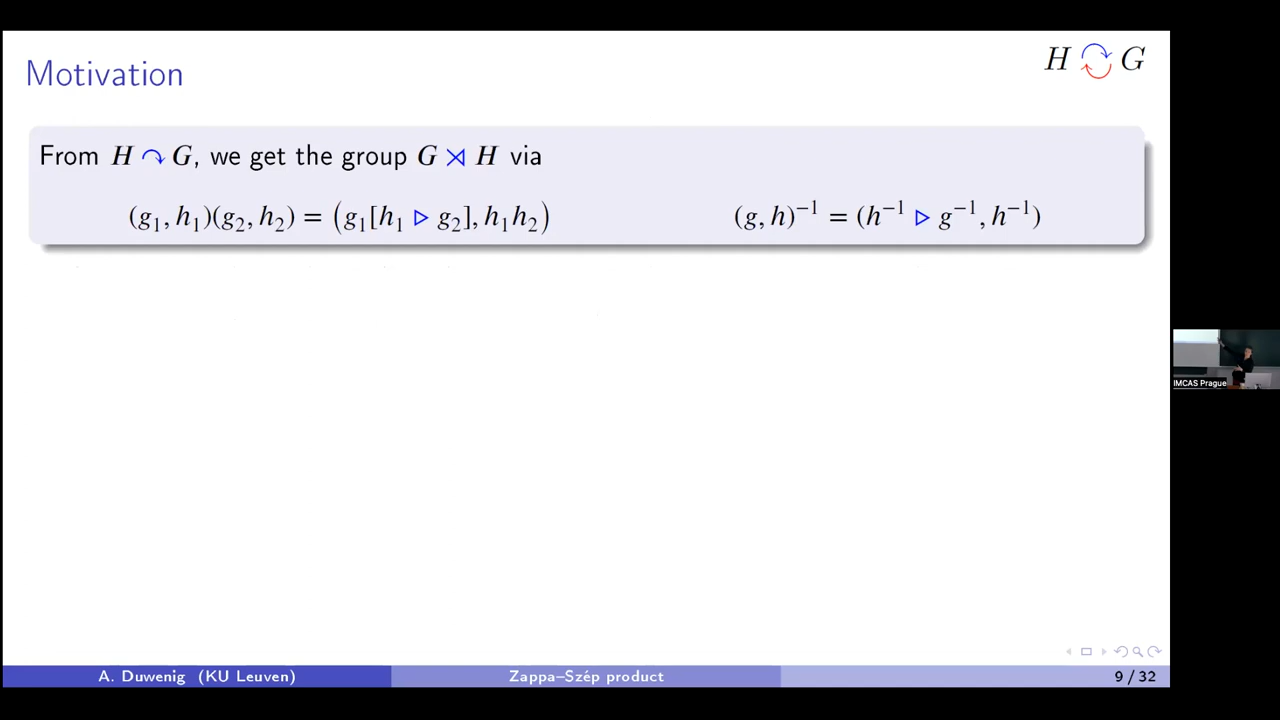 Motivation
H ↷ G
From H ↷ G, we get the group G ⋊ H via
(g₁, h₁)(g₂, h₂) = (g₁[h₁ ▷ g₂], h₁h₂)
(g, h)⁻¹ = (h⁻¹ ▷ g⁻¹, h⁻¹)
IMCAS Prague
A. Duwenig (KU Leuven)
Zappa–Szép product
9 / 32